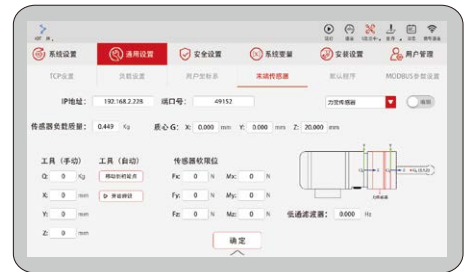 系统设置 通用设置 安全设置 系统变量 安装设置 用户管理
TCP设置 负载设置 用户坐标系 末端传感器 默认程序 MODBUS参数设置
IP地址: 192.168.2.228 端口号: 49152 力觉传感器
传感器负载质量: 0.449 Kg 质心G: X: 0.000 mm Y: 0.000 mm Z: 20.000 mm
工具（手动） 工具（自动） 传感器软限位
Q: 0 Kg Fx: 0 N Mx: 0 N
X: 0 mm Fy: 0 N My: 0 N
Y: 0 mm Fz: 0 N Mz: 0 N 低通滤波器: 0.000 Hz
Z: 0 mm
确定